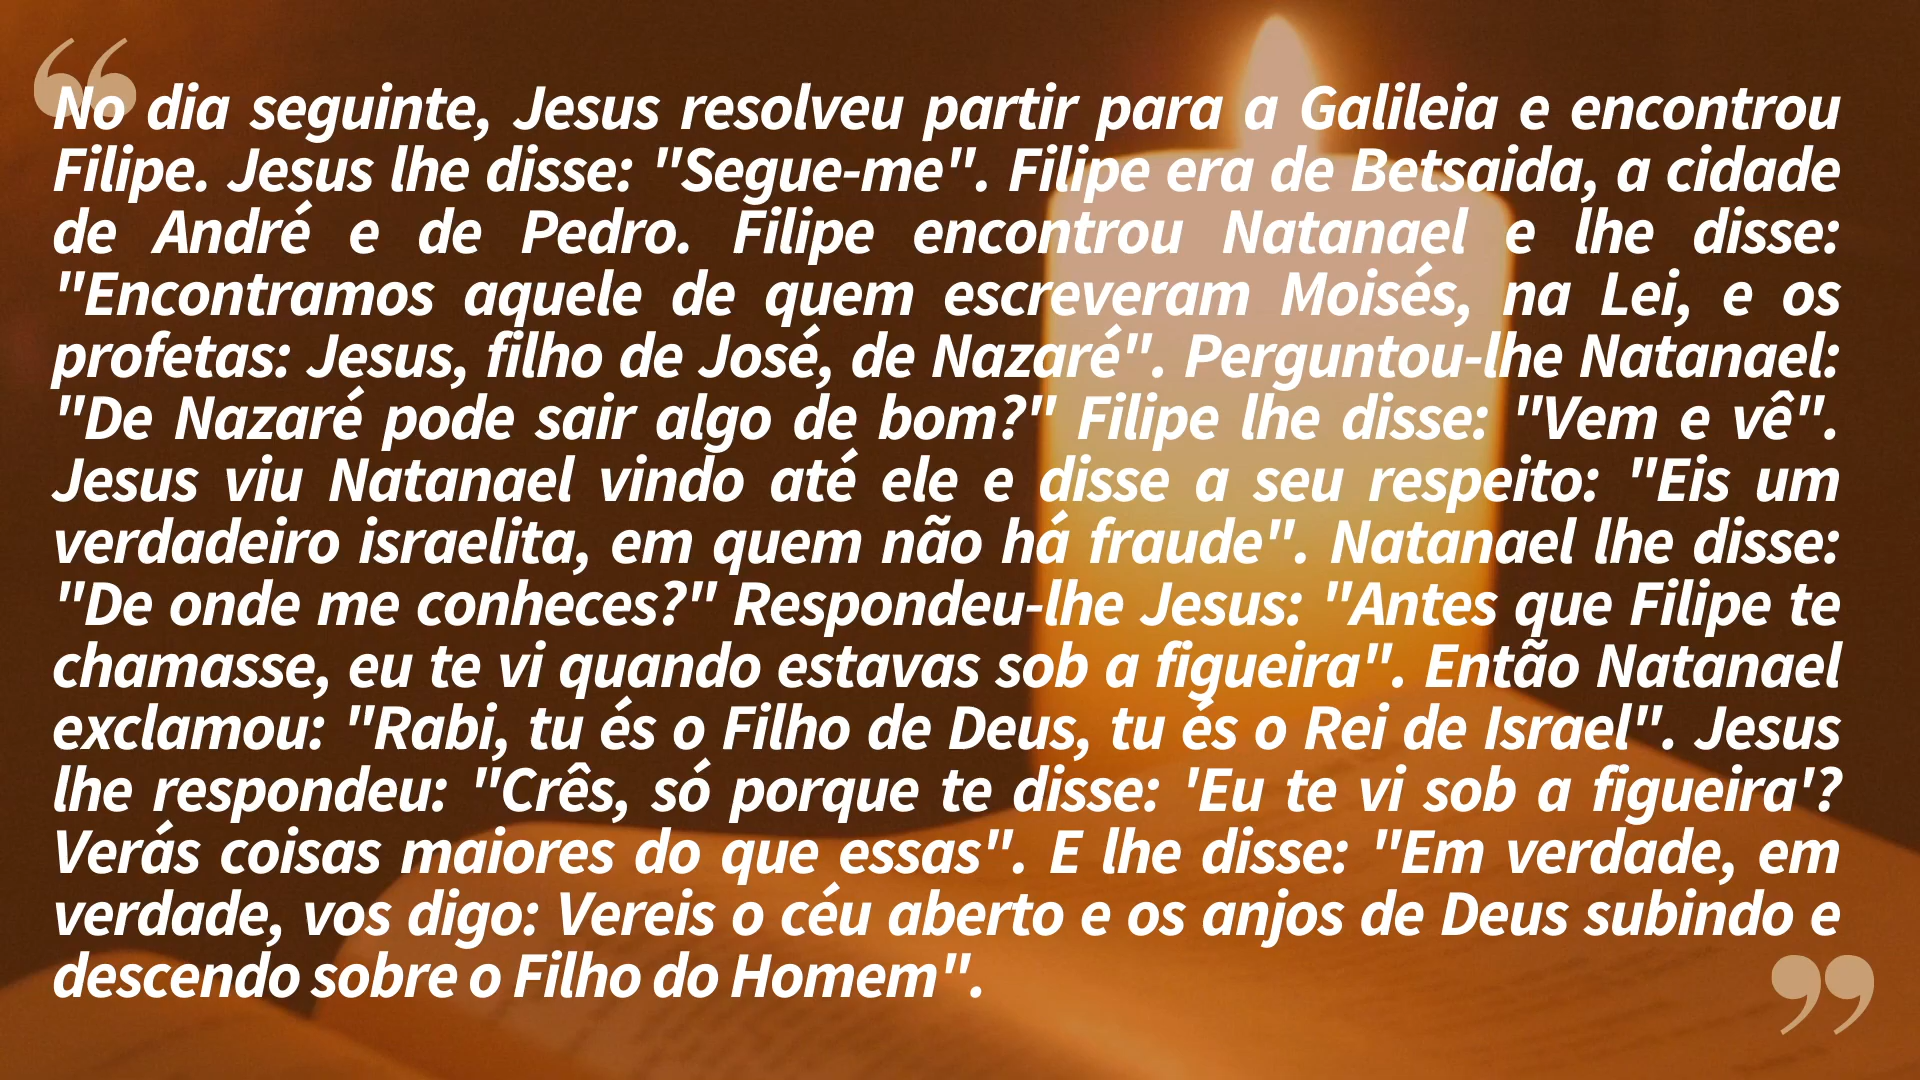 No dia seguinte, Jesus resolveu partir para a Galileia e encontrou
Filipe. Jesus lhe disse: "Segue-me". Filipe era de Betsaida, a cidade
de André e de Pedro. Filipe encontrou Natanael e lhe disse:
"Encontramos aquele de quem escreveram Moisés, na Lei, e os
profetas: Jesus, filho de José, de Nazaré". Perguntou-lhe Natanael:
"De Nazaré pode sair algo de bom?" Filipe lhe disse: "Vem e vê".
Jesus viu Natanael vindo até ele e disse a seu respeito: "Eis um
verdadeiro israelita, em quem não há fraude". Natanael lhe disse:
"De onde me conheces?" Respondeu-lhe Jesus: "Antes que Filipe te
chamasse, eu te vi quando estavas sob a figueira". Então Natanael
exclamou: "Rabi, tu és o Filho de Deus, tu és o Rei de Israel". Jesus
lhe respondeu: "Crês, só porque te disse: 'Eu te vi sob a figueira'?
Verás coisas maiores do que essas". E lhe disse: "Em verdade, em
verdade, vos digo: Vereis o céu aberto e os anjos de Deus subindo e
descendo sobre o Filho do Homem".